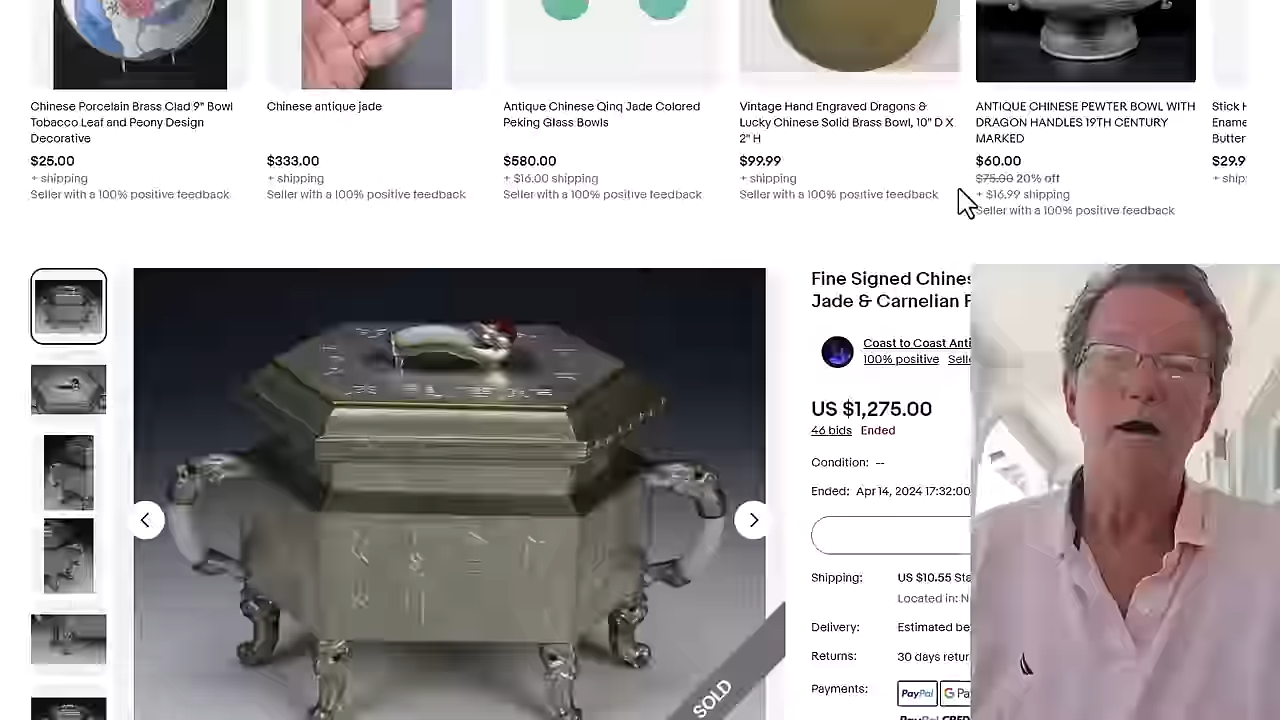 Chinese Porcelain Brass Clad 9" Bowl
Tobacco Leaf and Peony Design
Decorative
$25.00
+ shipping
Seller with a 100% positive feedback
Chinese antique jade
$333.00
+ shipping
Seller with a 100% positive feedback
Antique Chinese Qing Jade Colored
Peking Glass Bowls
$580.00
+ $16.00 shipping
Seller with a 100% positive feedback
Vintage Hand Engraved Dragons &
Lucky Chinese Solid Brass Bowl, 10" D X
2" H
$99.99
+ shipping
Seller with a 100% positive feedback
ANTIQUE CHINESE PEWTER BOWL WITH
DRAGON HANDLES 19TH CENTURY
MARKED
$60.00
$75.00 20% off
+ $16.99 shipping
Seller with a 100% positive feedback
Stick H
Ename
Butter
$29.9
+ ship
Fine Signed Chines
Jade & Carnelian F
Coast to Coast Anti
100% positive Selle
US $1,275.00
46 bids Ended
Condition: --
Ended: Apr 14, 2024 17:32:00
Shipping: US $10.55 Sta
Located in: N
Delivery: Estimated be
Returns: 30 days retur
Payments: PayPal G Pa
PayPal CREDI
SOLD